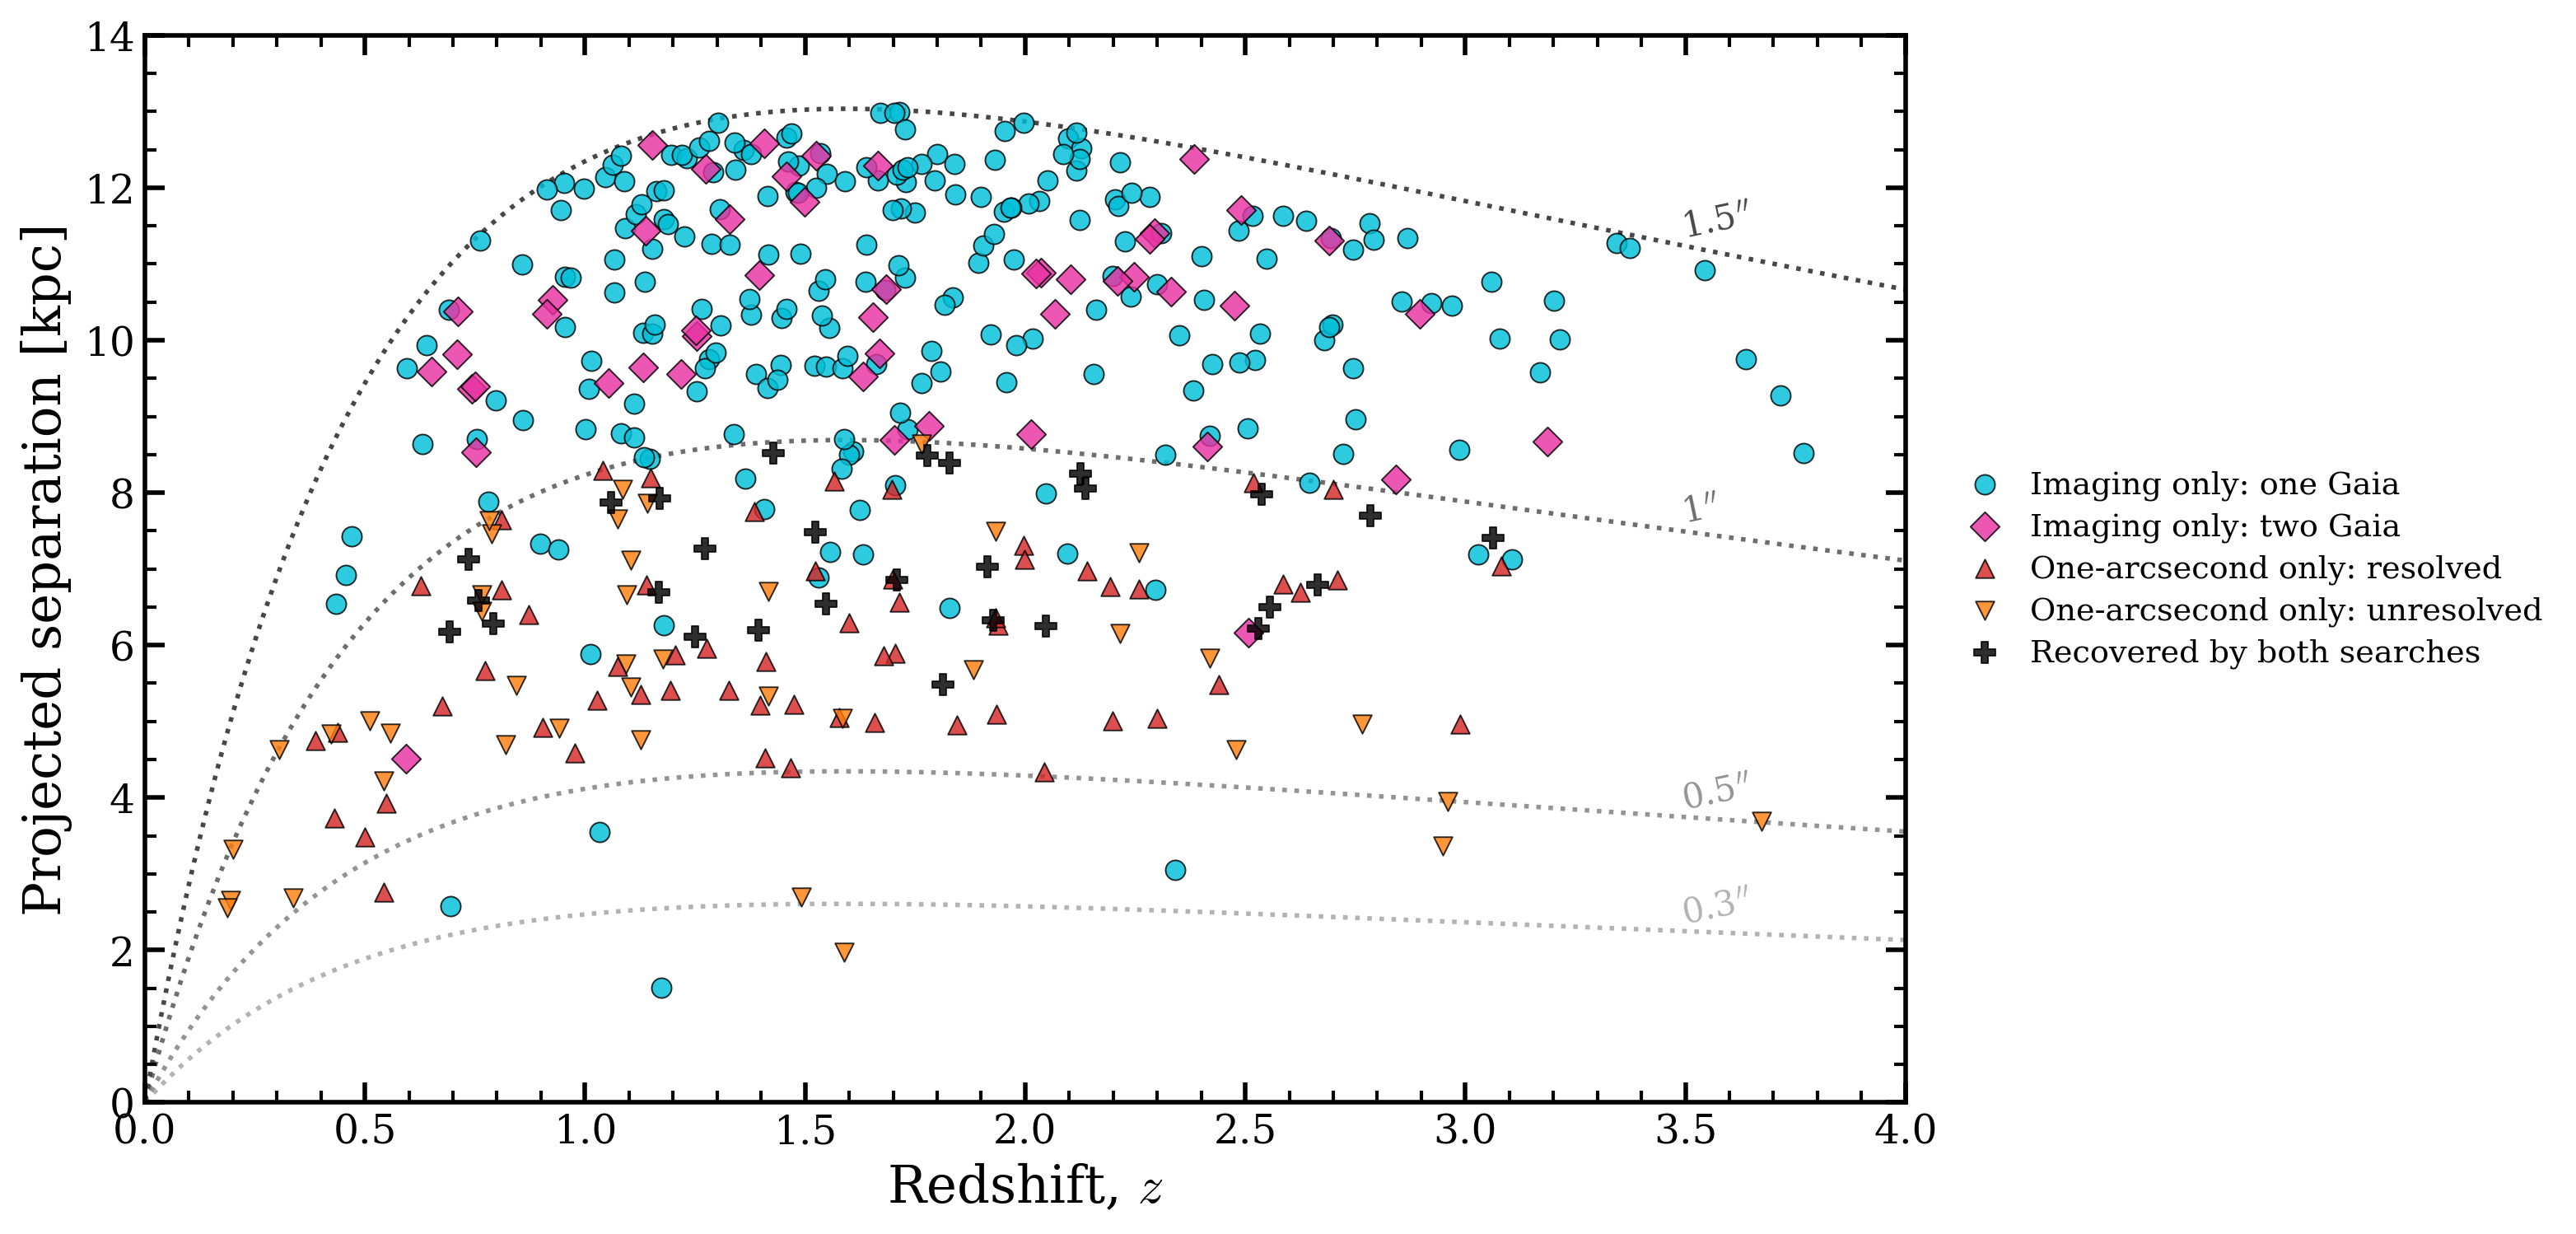 14
12
10
8
6
4
2
0
Projected separation [kpc]
1.5″
1″
0.5″
0.3″
0.0 0.5 1.0 1.5 2.0 2.5 3.0 3.5 4.0
Redshift, z
Imaging only: one Gaia
Imaging only: two Gaia
One-arcsecond only: resolved
One-arcsecond only: unresolved
Recovered by both searches